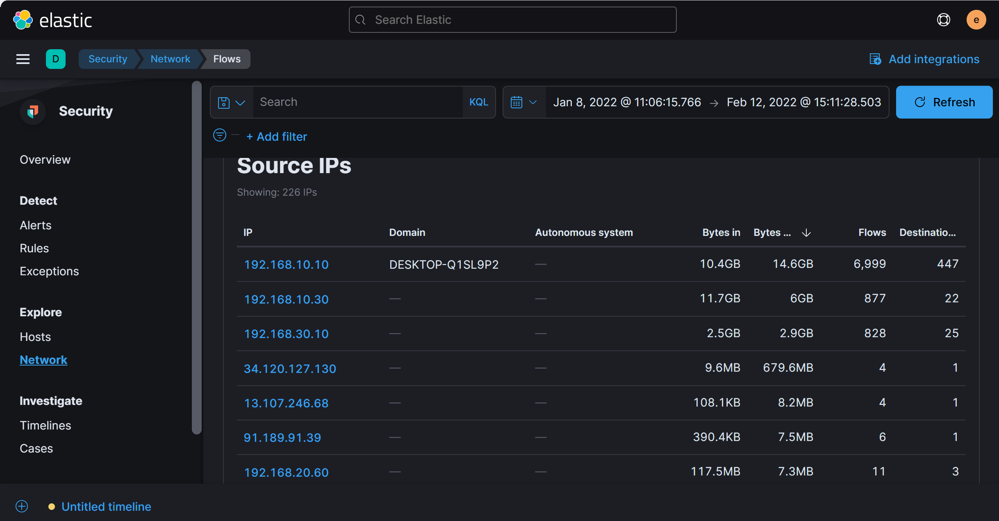 elastic
Search Elastic
e
D
Security
Network
Flows
Add integrations
Security
Overview
Detect
Alerts
Rules
Exceptions
Explore
Hosts
Network
Investigate
Timelines
Cases
Search
KQL
Jan 8, 2022 @ 11:06:15.766 → Feb 12, 2022 @ 15:11:28.503
Refresh
+ Add filter
Source IPs
Showing: 226 IPs
IP Domain Autonomous system Bytes in Bytes ... ↓ Flows Destinatio...
192.168.10.10 DESKTOP-Q1SL9P2 — 10.4GB 14.6GB 6,999 447
192.168.10.30 — — 11.7GB 6GB 877 22
192.168.30.10 — — 2.5GB 2.9GB 828 25
34.120.127.130 — — 9.6MB 679.6MB 4 1
13.107.246.68 — — 108.1KB 8.2MB 4 1
91.189.91.39 — — 390.4KB 7.5MB 6 1
192.168.20.60 — — 117.5MB 7.3MB 11 3
Untitled timeline